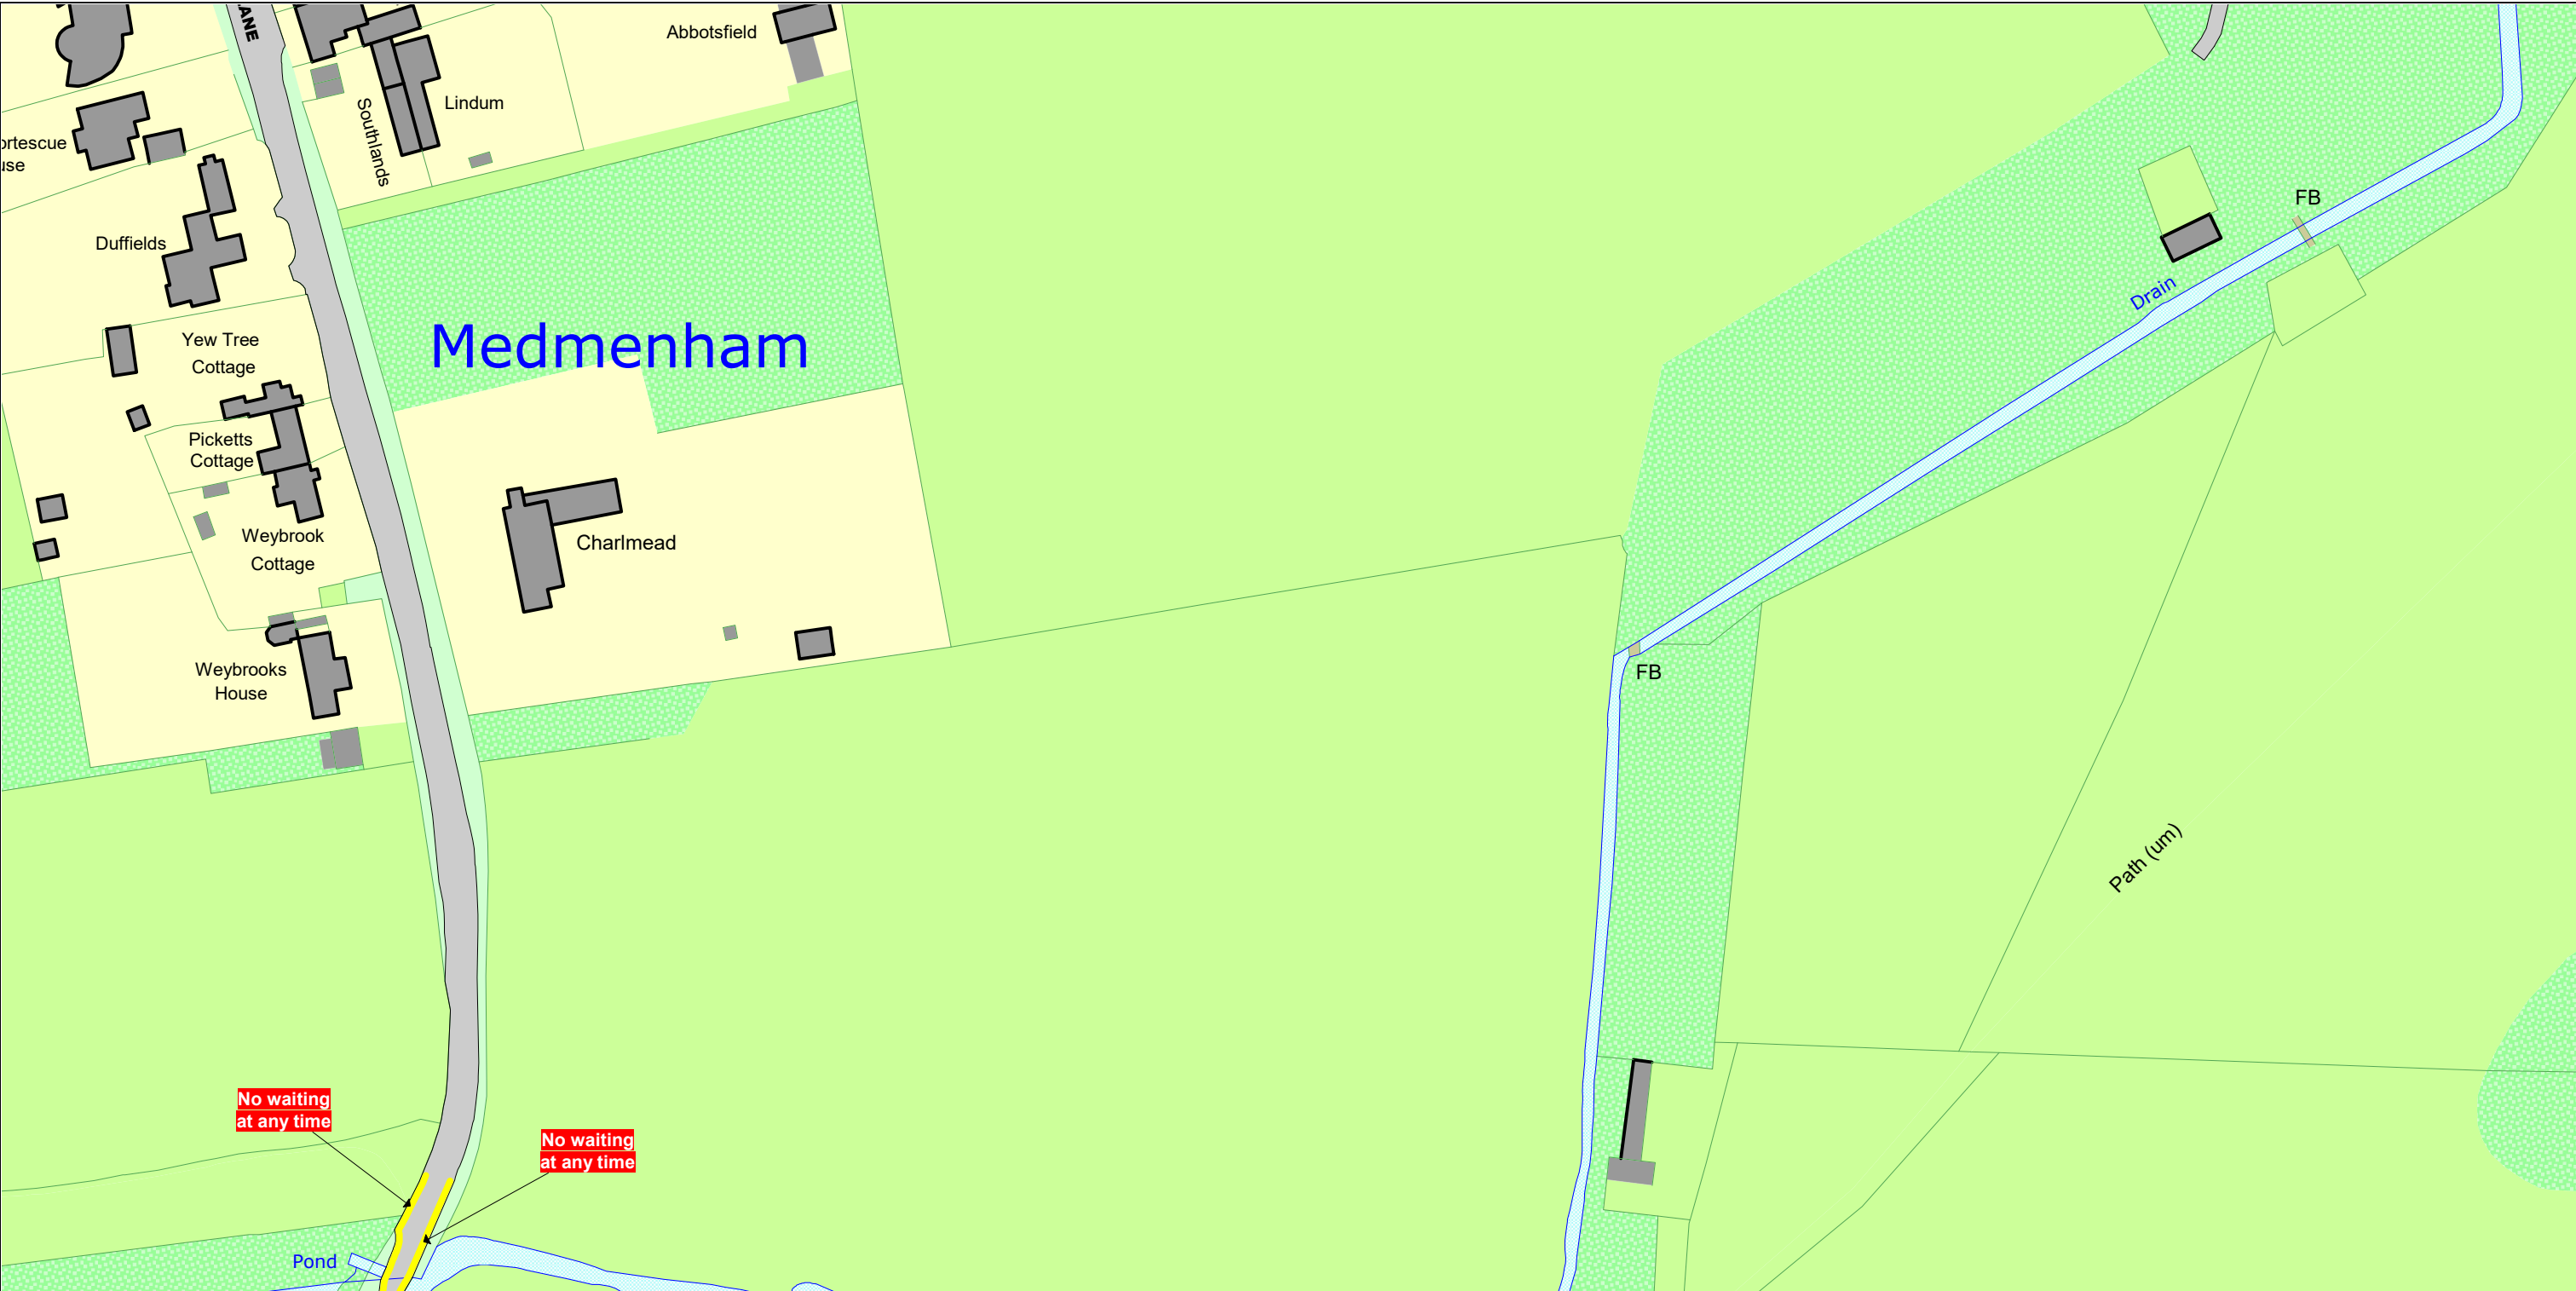 ANE
Abbotsfield
Lindum
Southlands
ortescue
use
FB
Duffields
Drain
Yew Tree
Cottage
Medmenham
Picketts
Cottage
Weybrook
Cottage
Charlmead
Weybrooks
House
FB
Path (um)
No waiting
at any time
No waiting
at any time
Pond